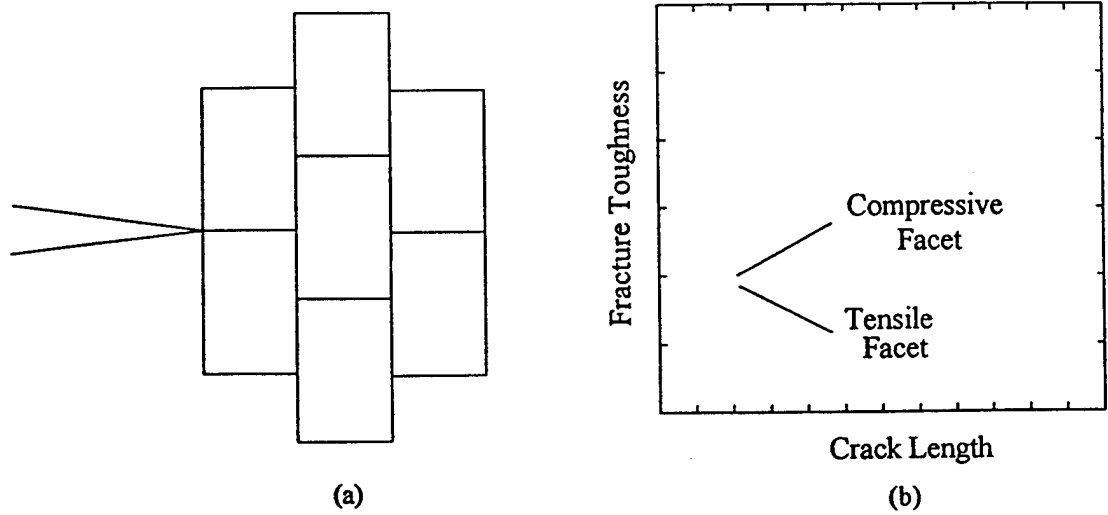 Fracture Toughness
Compressive
Facet
Tensile
Facet
Crack Length
(a)
(b)